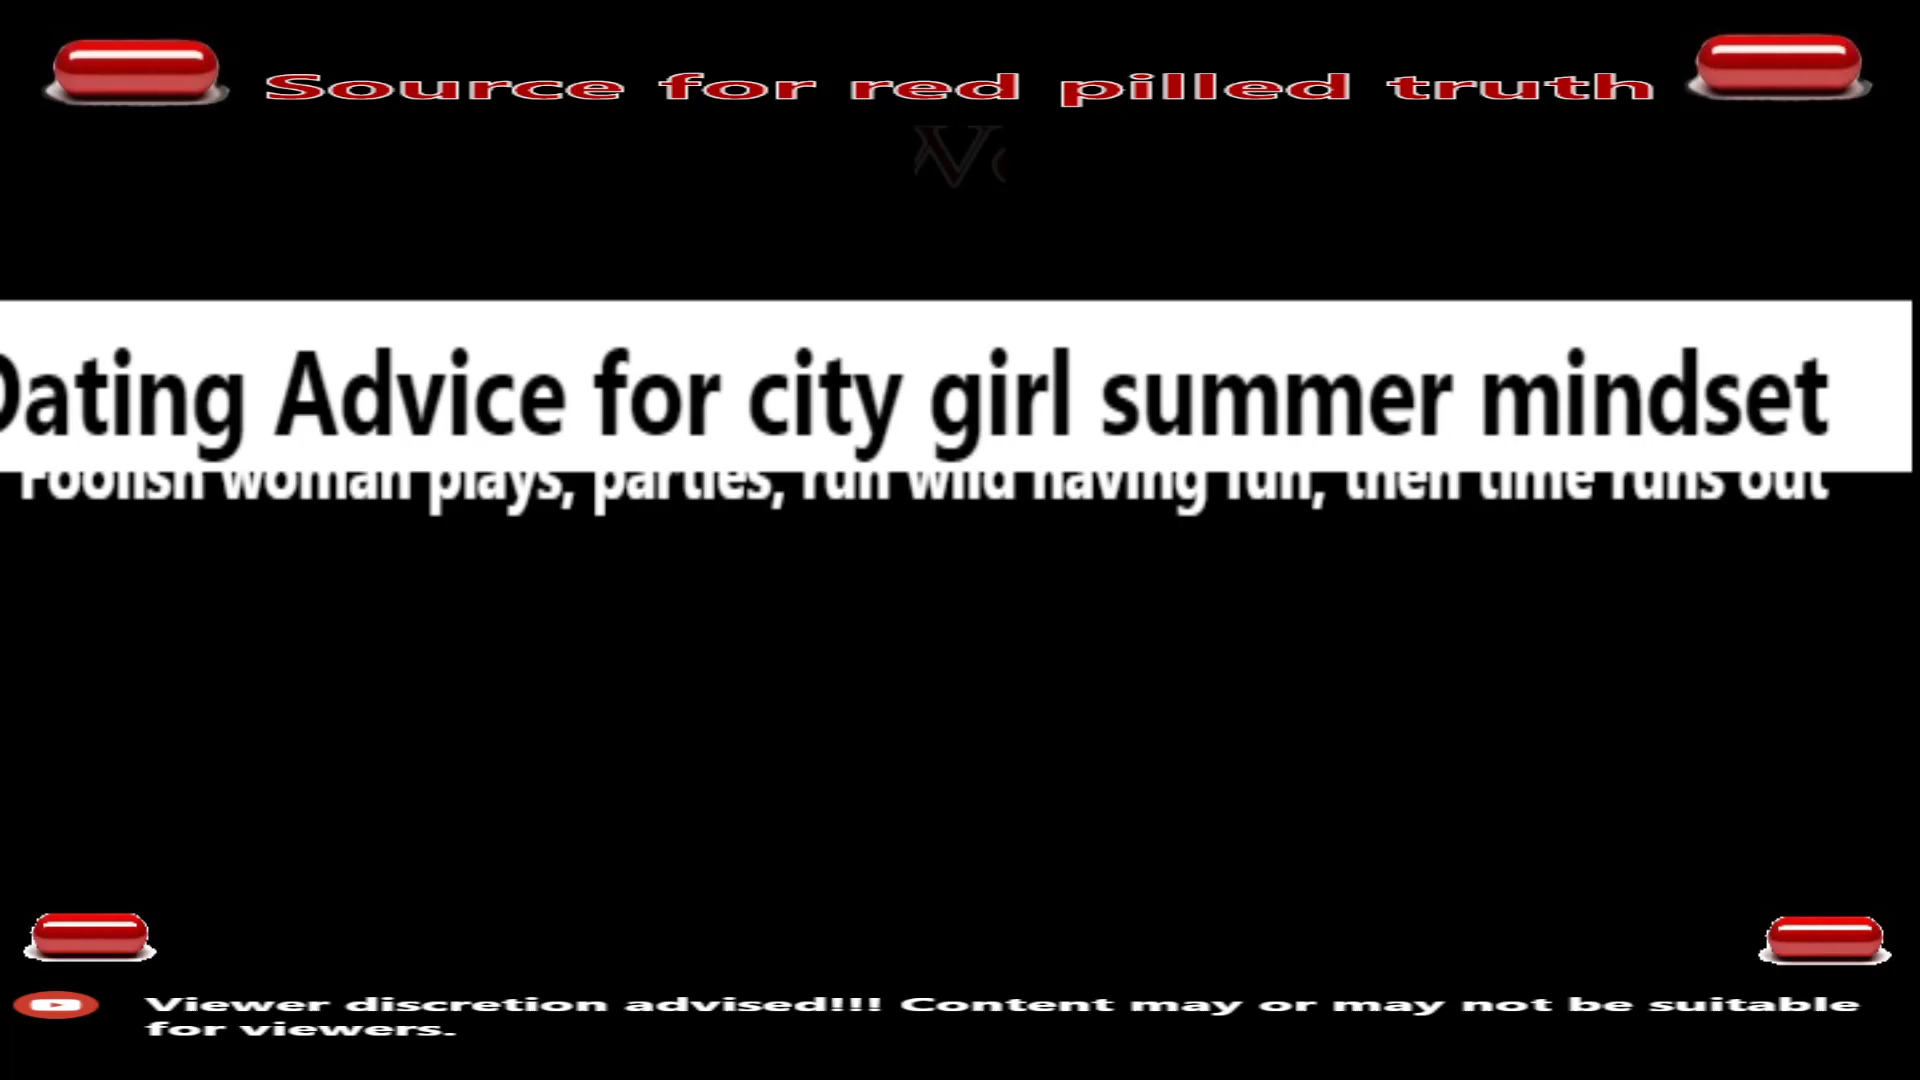 Source for red pilled truth
Dating Advice for city girl summer mindset
Foolish woman plays, parties, run wild having fun, then time runs out
Viewer discretion advised!!! Content may or may not be suitable
for viewers.